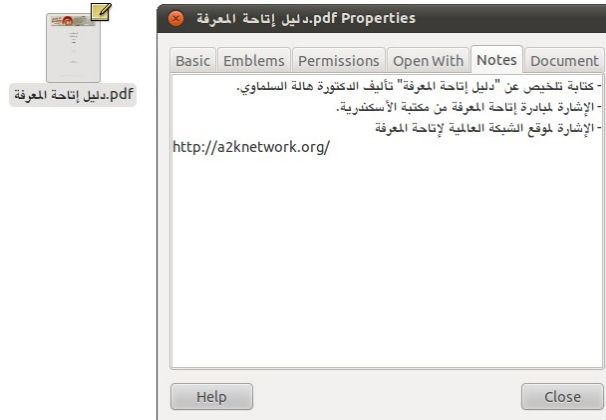 دليل إتاحة المعرفة.pdf
دليل إتاحة المعرفة.pdf Properties
Basic Emblems Permissions Open With Notes Document
- كتابة تلخيص عن "دليل إتاحة المعرفة" تأليف الدكتورة هالة السلماوي.
- الإشارة لمبادرة إتاحة المعرفة من مكتبة الأسكندرية.
- الإشارة لموقع الشبكة العالمية لإتاحة المعرفة
http://a2knetwork.org/
Help Close